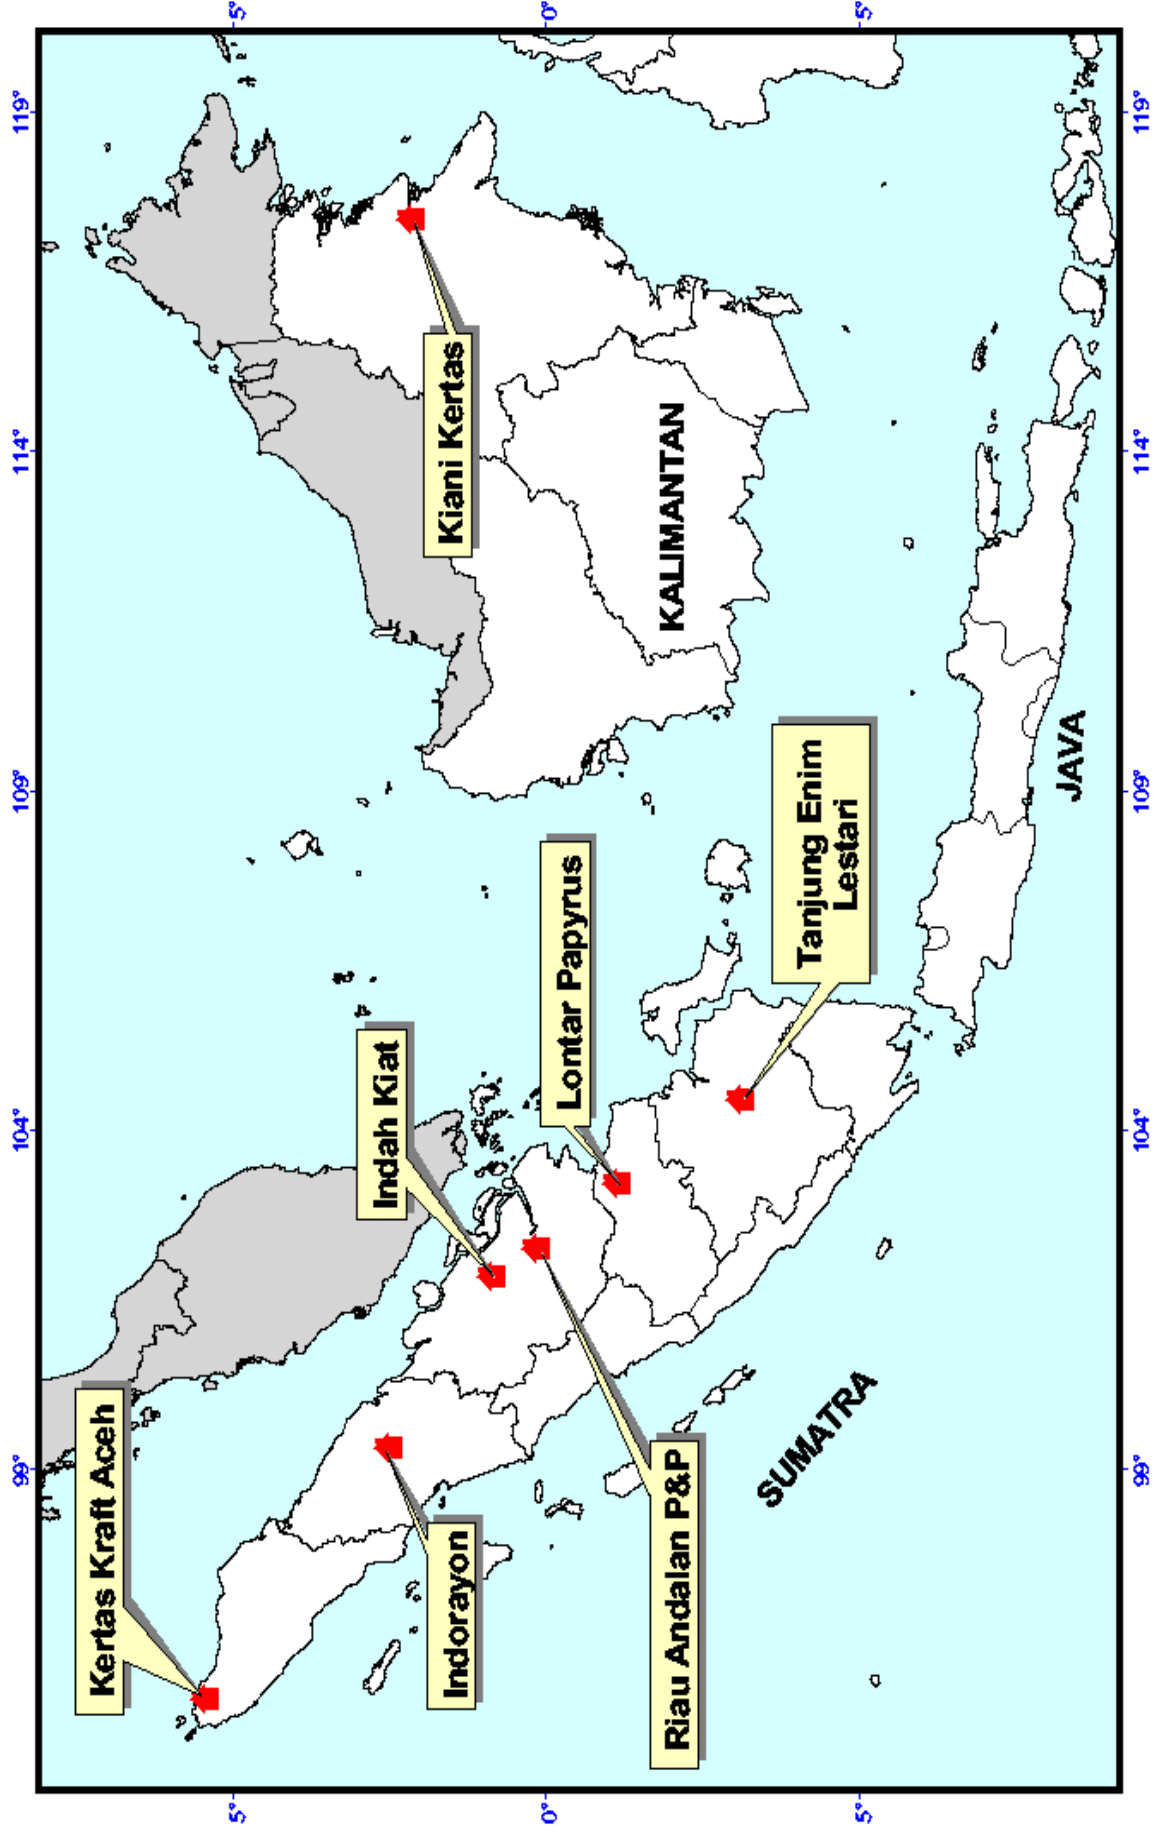 99°
104°
109°
114°
119°
5°
5°
Kertas Kraft Aceh
Indah Kiat
Kiani Kertas
Indorayon
0°
0°
Lontar Papyrus
Riau Andalan P&P
KALIMANTAN
SUMATRA
Tanjung Enim
Lestari
5°
5°
JAVA
99°
104°
109°
114°
119°